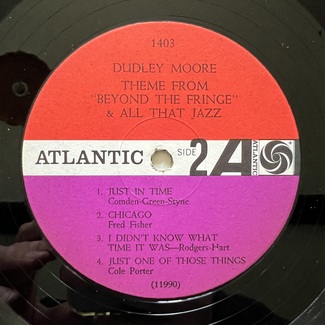 1403
DUDLEY MOORE
THEME FROM
"BEYOND THE FRINGE"
& ALL THAT JAZZ
ATLANTIC SIDE 2 A ATLANTIC
1. JUST IN TIME
Comden-Green-Styne
2. CHICAGO
Fred Fisher
3. I DIDN'T KNOW WHAT
TIME IT WAS—Rodgers-Hart
4. JUST ONE OF THOSE THINGS
Cole Porter
(11990)